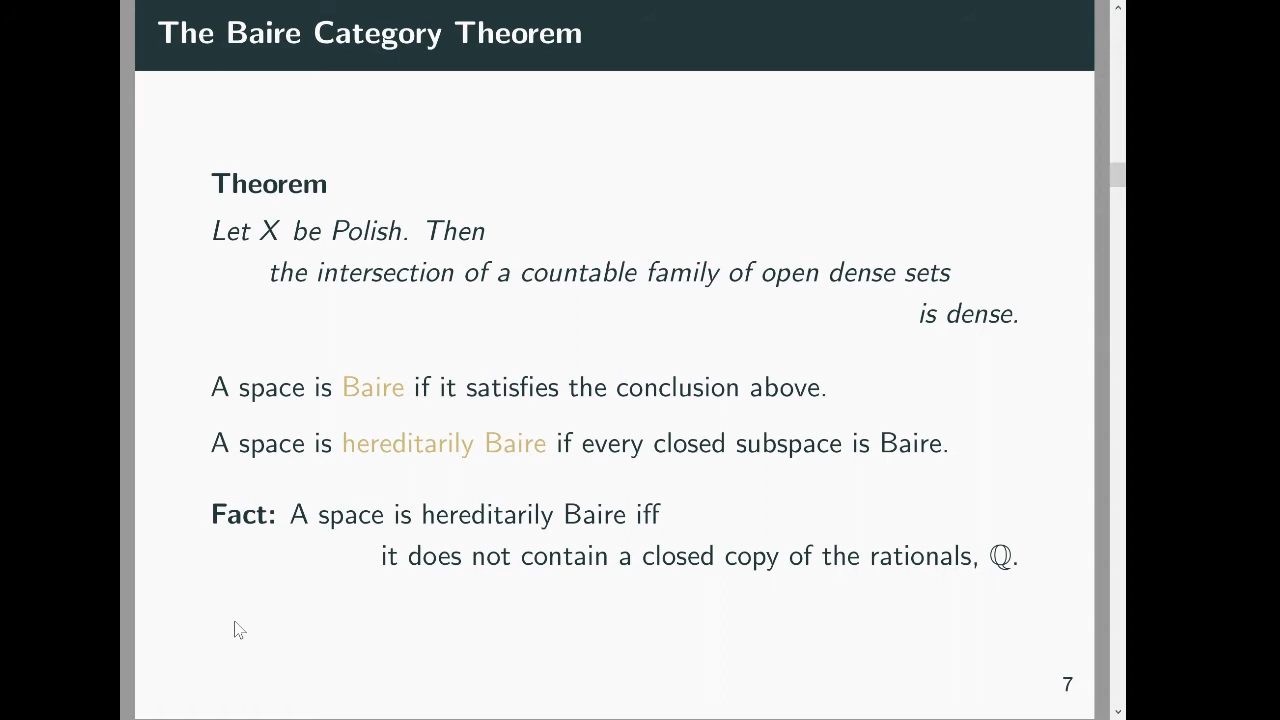 The Baire Category Theorem
Theorem
Let X be Polish. Then
the intersection of a countable family of open dense sets
is dense.
A space is Baire if it satisfies the conclusion above.
A space is hereditarily Baire if every closed subspace is Baire.
Fact: A space is hereditarily Baire iff
it does not contain a closed copy of the rationals, ℚ.
7